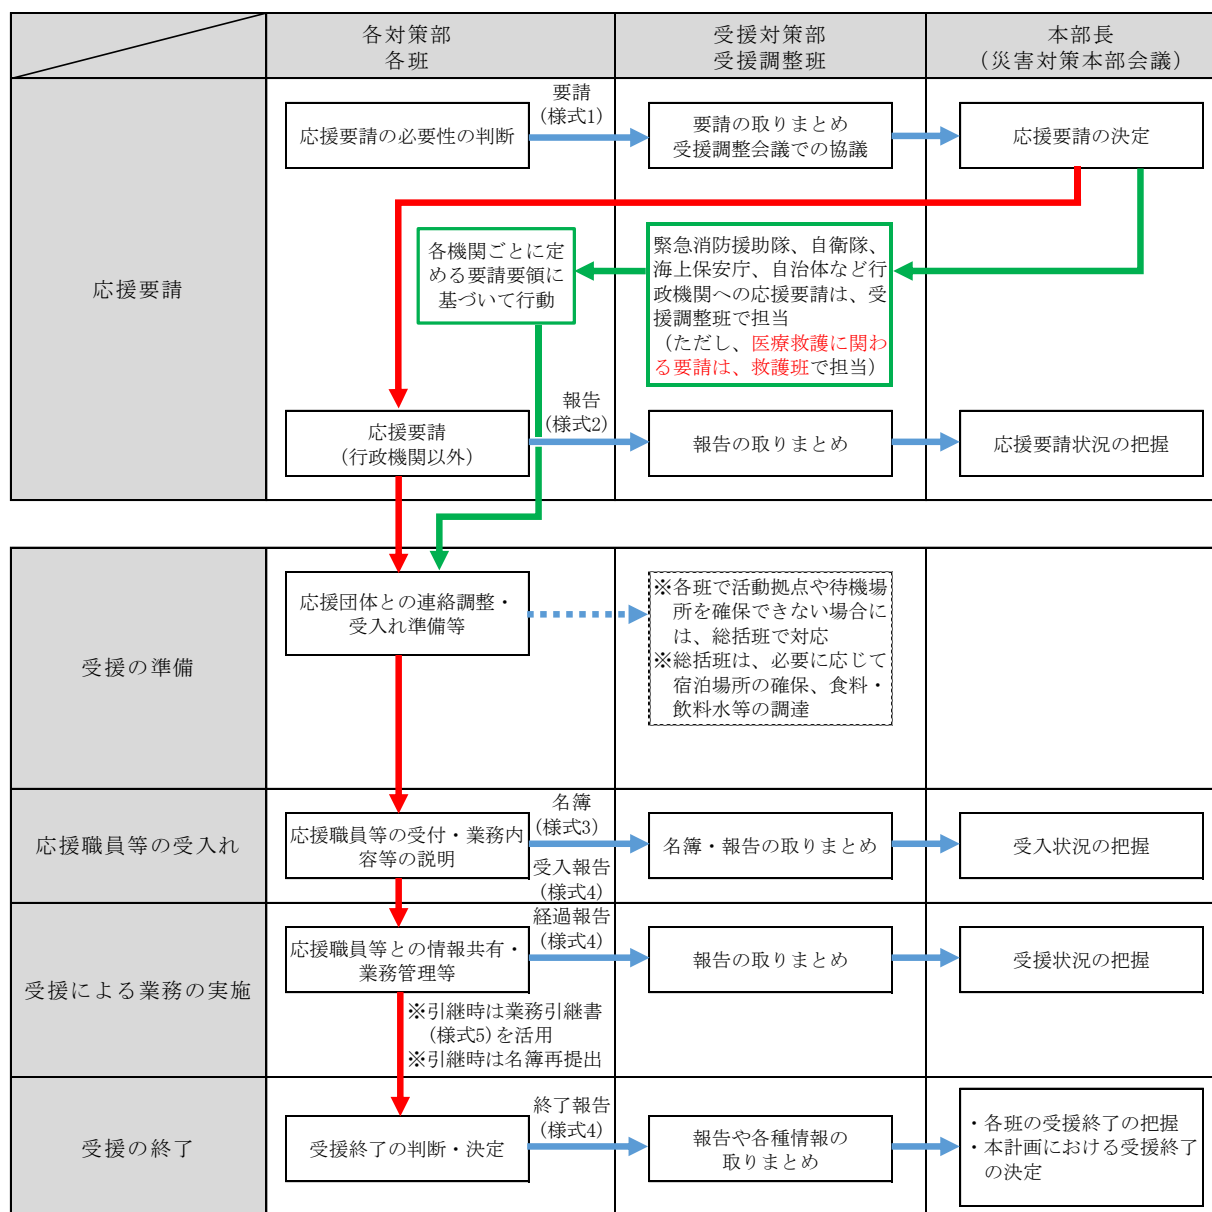 各対策部
各班
受援対策部
受援調整班
本部長
（災害対策本部会議）
応援要請
応援要請の必要性の判断
要請
(様式1)
要請の取りまとめ
受援調整会議での協議
応援要請の決定
各機関ごとに定
める要請要領に
基づいて行動
緊急消防援助隊、自衛隊、
海上保安庁、自治体など行
政機関への応援要請は、受
援調整班で担当
（ただし、医療救護に関わ
る要請は、救護班で担当）
応援要請
(行政機関以外)
報告
(様式2)
報告の取りまとめ
応援要請状況の把握
受援の準備
応援団体との連絡調整・
受入れ準備等
※各班で活動拠点や待機場
所を確保できない場合に
は、総括班で対応
※総括班は、必要に応じて
宿泊場所の確保、食料・
飲料水等の調達
応援職員等の受入れ
応援職員等の受付・業務内
容等の説明
名簿
(様式3)
受入報告
(様式4)
名簿・報告の取りまとめ
受入状況の把握
受援による業務の実施
応援職員等との情報共有・
業務管理等
経過報告
(様式4)
報告の取りまとめ
受援状況の把握
※引継時は業務引継書
(様式5)を活用
※引継時は名簿再提出
受援の終了
受援終了の判断・決定
終了報告
(様式4)
報告や各種情報の
取りまとめ
・各班の受援終了の把握
・本計画における受援終了
の決定